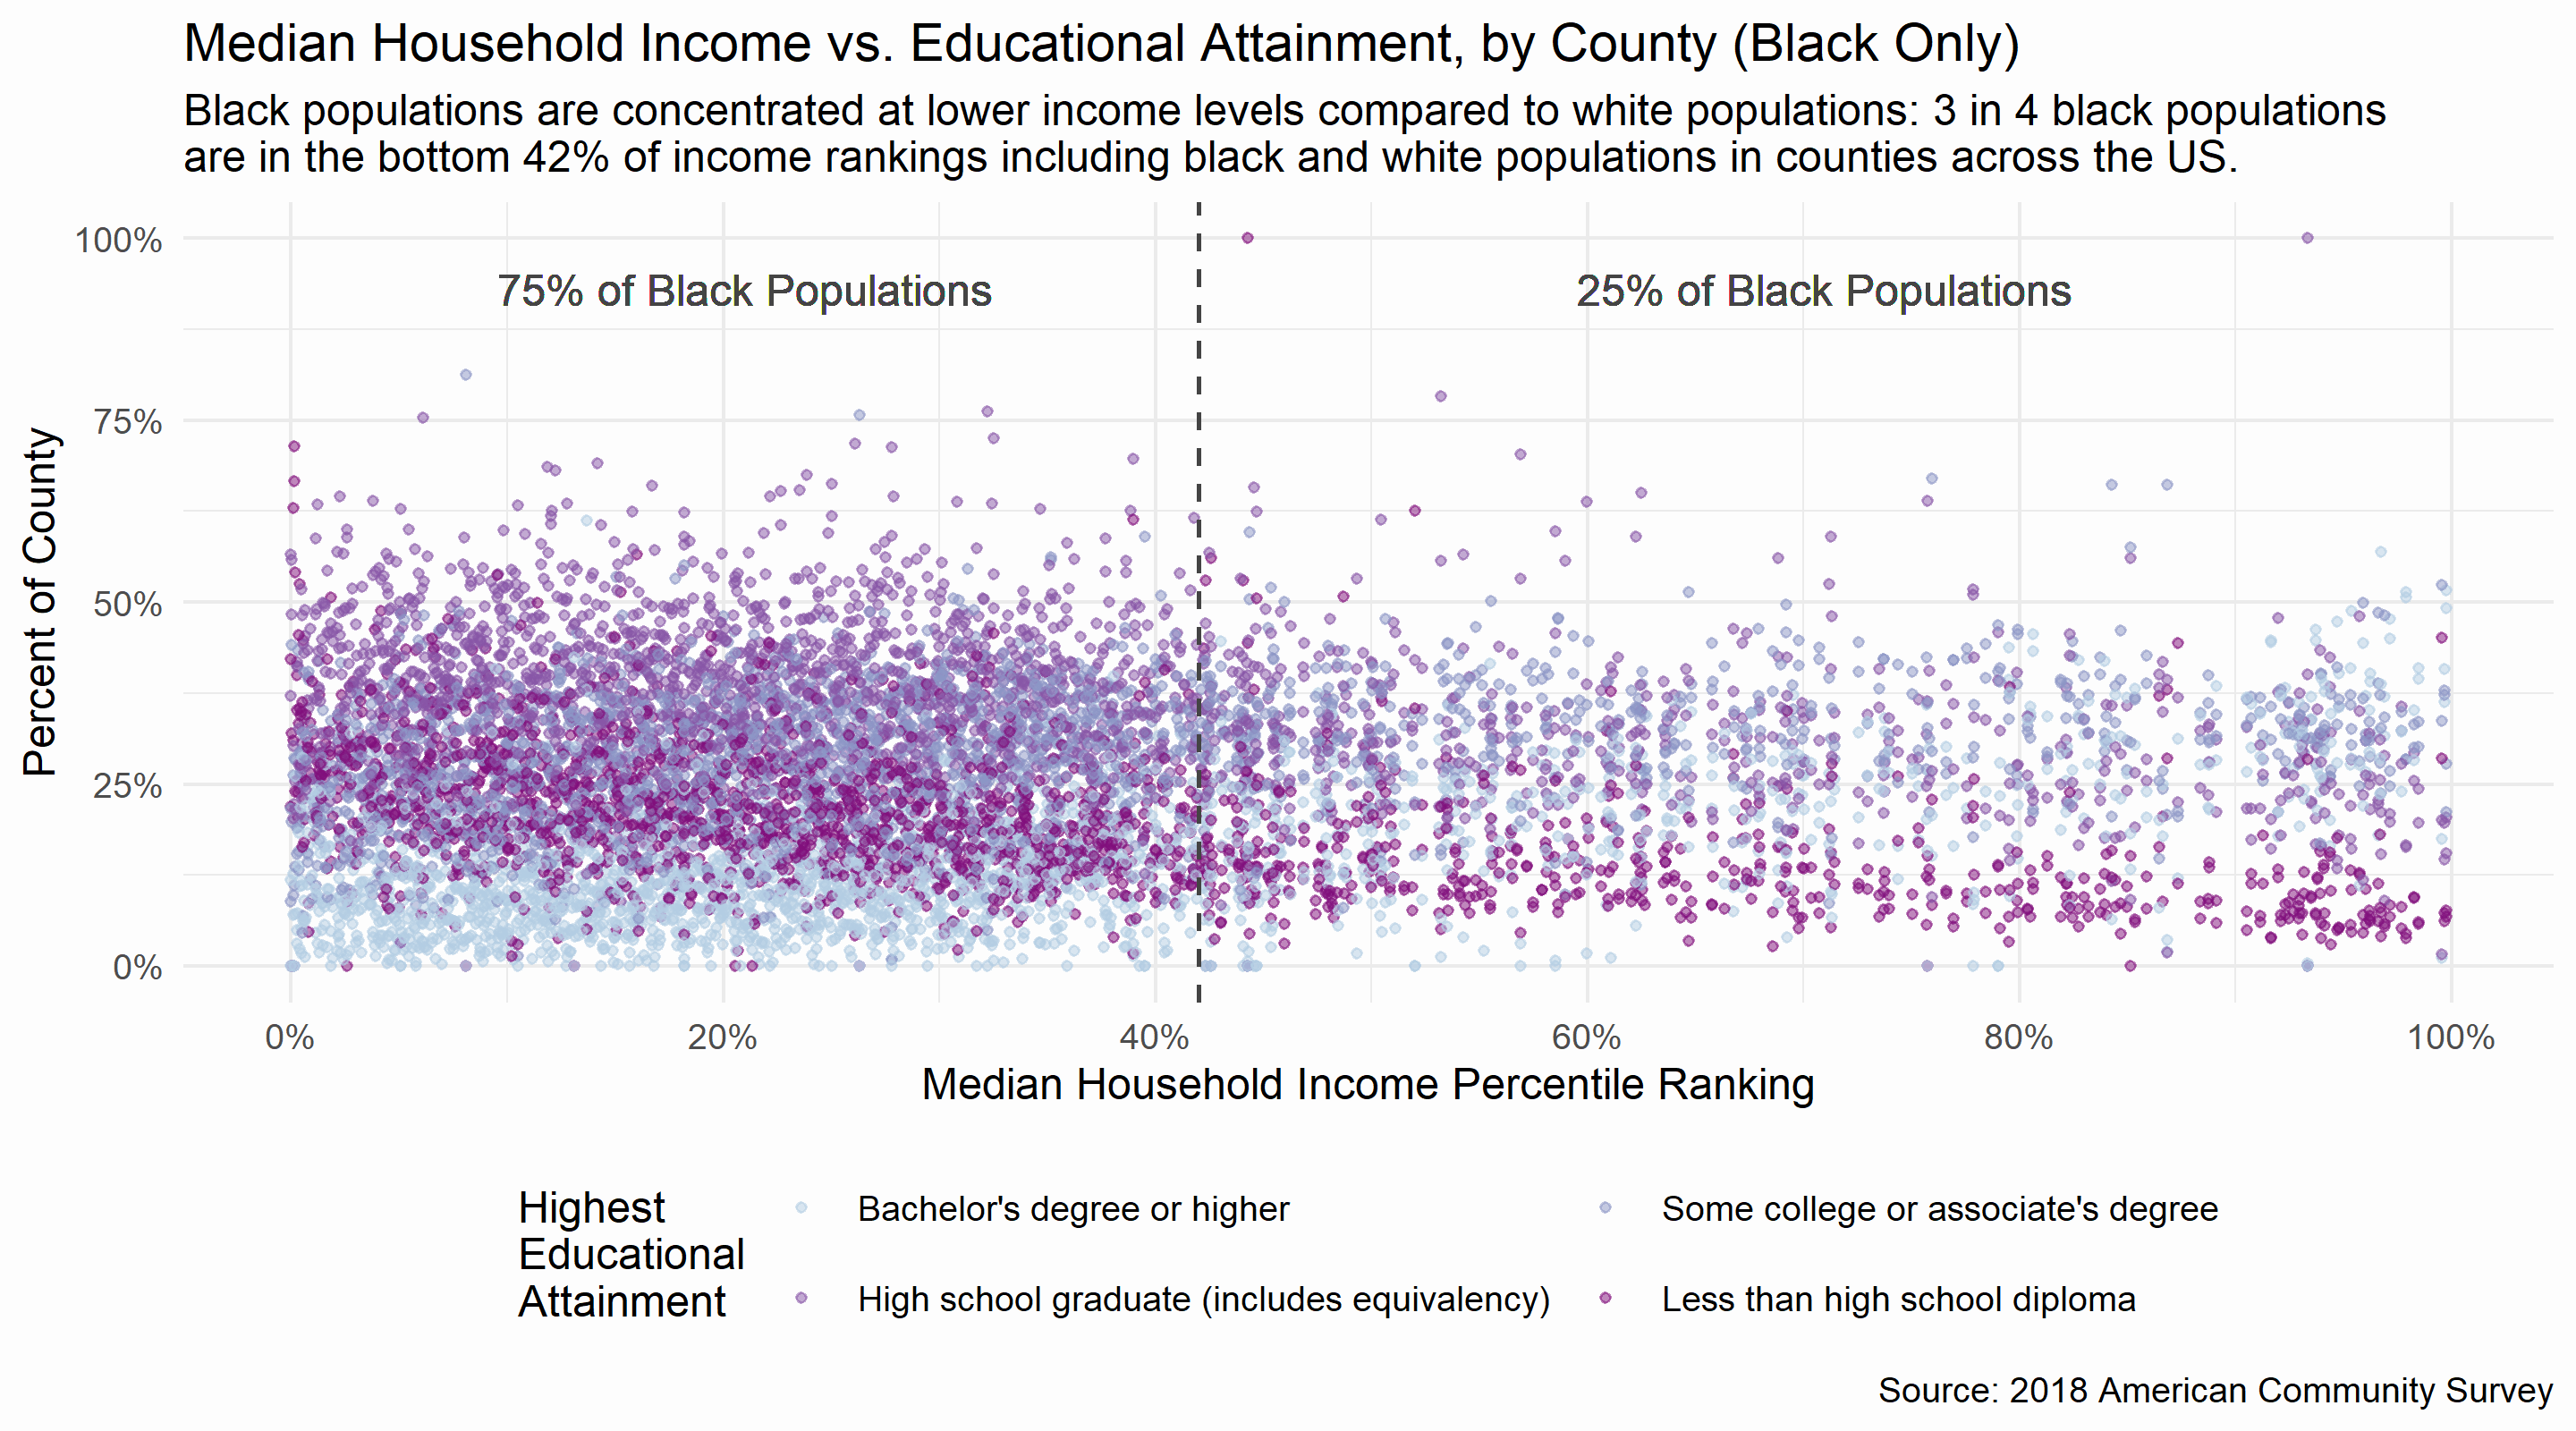 Median Household Income vs. Educational Attainment, by County (Black Only)
Black populations are concentrated at lower income levels compared to white populations: 3 in 4 black populations
are in the bottom 42% of income rankings including black and white populations in counties across the US.
100%
75%
50%
25%
0%
Percent of County
75% of Black Populations
25% of Black Populations
0%
20%
40%
60%
80%
100%
Median Household Income Percentile Ranking
Highest
Educational
Attainment
Bachelor's degree or higher
Some college or associate's degree
High school graduate (includes equivalency)
Less than high school diploma
Source: 2018 American Community Survey